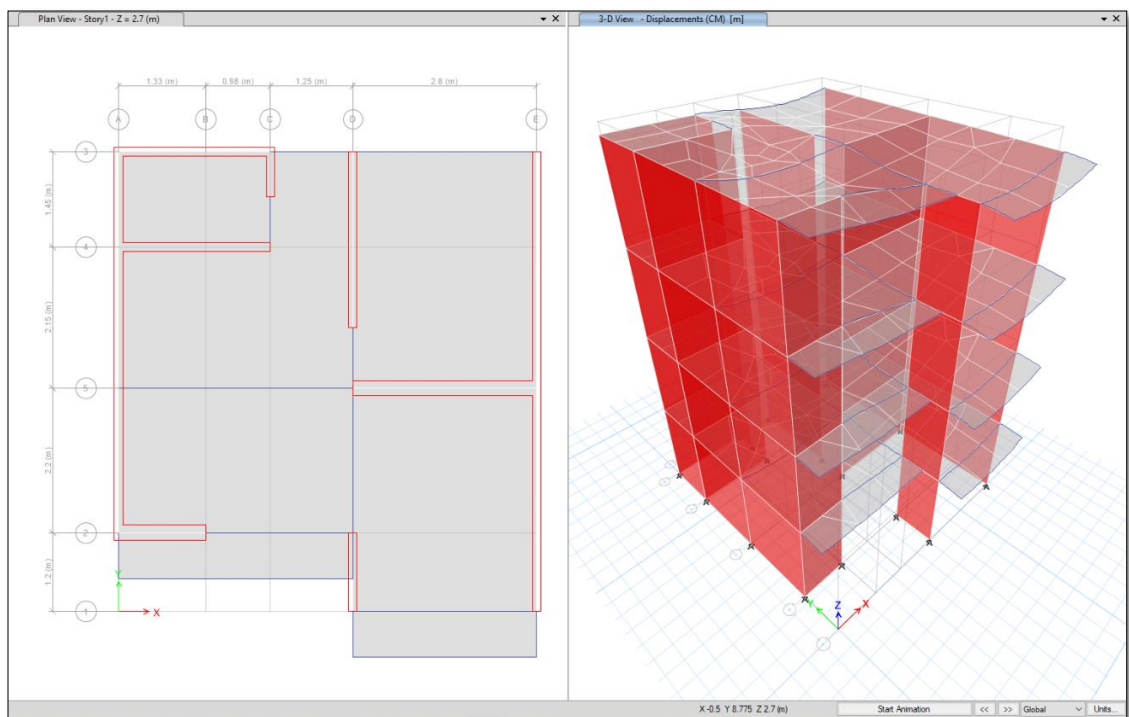 Plan View - Story1 - Z = 2.7 (m)
3-D View - Displacements (CM) [m]
1.33 (m)
0.98 (m)
1.25 (m)
2.8 (m)
A
B
C
D
E
3
1.45 (m)
4
2.15 (m)
5
2.2 (m)
2
1.2 (m)
1
Y
X
Y
Z
X
X -0.5 Y 8.775 Z 2.7 (m)
Start Animation
<<
>>
Global
Units...